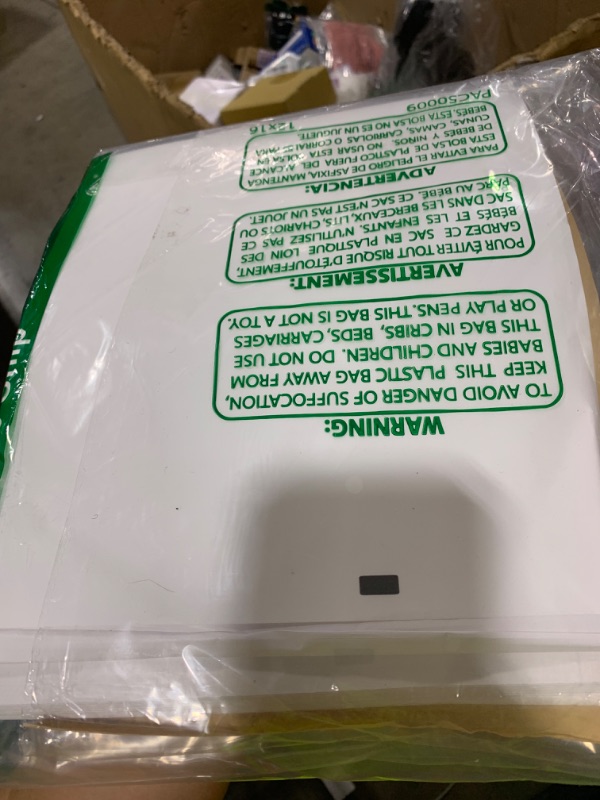 WARNING:
TO AVOID DANGER OF SUFFOCATION,
KEEP THIS PLASTIC BAG AWAY FROM
BABIES AND CHILDREN. DO NOT USE
THIS BAG IN CRIBS, BEDS, CARRIAGES
OR PLAY PENS. THIS BAG IS NOT A TOY.
AVERTISSEMENT:
POUR ÉVITER TOUT RISQUE D'ÉTOUFFEMENT,
GARDEZ CE SAC EN PLASTIQUE LOIN DES
BÉBÉS ET LES ENFANTS. N'UTILISEZ PAS CE
SAC DANS LES BERCEAUX, LITS, CHARIOTS OU
PARC AU BÉBÉ. CE SAC N'EST PAS UN JOUET.
ADVERTENCIA:
PARA EVITAR EL PELIGRO DE ASFIXIA, MANTENGA
ESTA BOLSA DE PLASTICO FUERA DEL ALCANCE
DE BEBES Y NIÑOS. NO USAR ESTA BOLSA EN
CUNAS, CAMAS, CARRIOLAS O CORRALES PARA
BEBES. ESTA BOLSA NO ES UN JUGUETE.
PAC50009 12x16